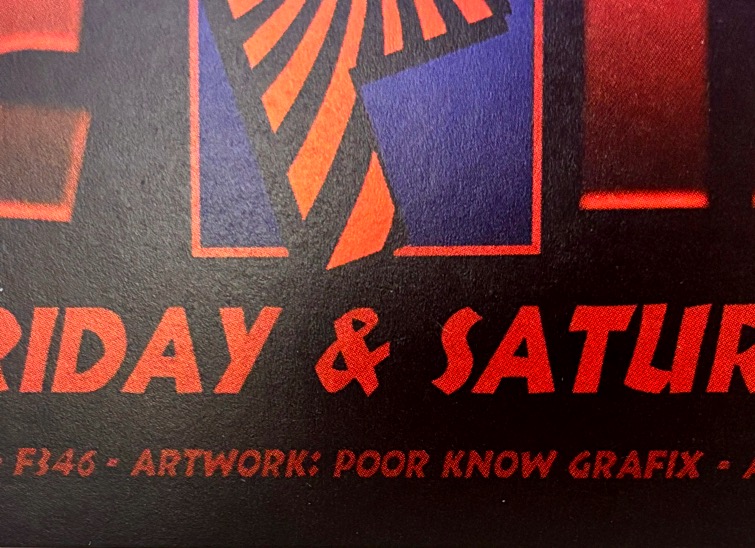 RIDAY & SATUR
- F346 - ARTWORK: POOR KNOW GRAFIX - A